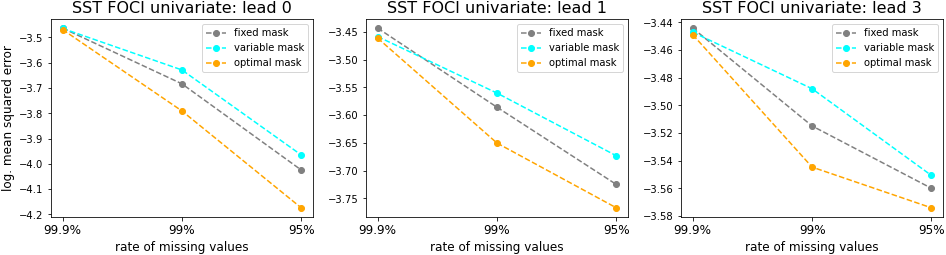 SST FOCI univariate: lead 0
log. mean squared error
−3.5
−3.6
−3.7
−3.8
−3.9
−4.0
−4.1
−4.2
fixed mask
variable mask
optimal mask
99.9%
99%
95%
rate of missing values
SST FOCI univariate: lead 1
−3.45
−3.50
−3.55
−3.60
−3.65
−3.70
−3.75
fixed mask
variable mask
optimal mask
99.9%
99%
95%
rate of missing values
SST FOCI univariate: lead 3
−3.44
−3.46
−3.48
−3.50
−3.52
−3.54
−3.56
−3.58
fixed mask
variable mask
optimal mask
99.9%
99%
95%
rate of missing values